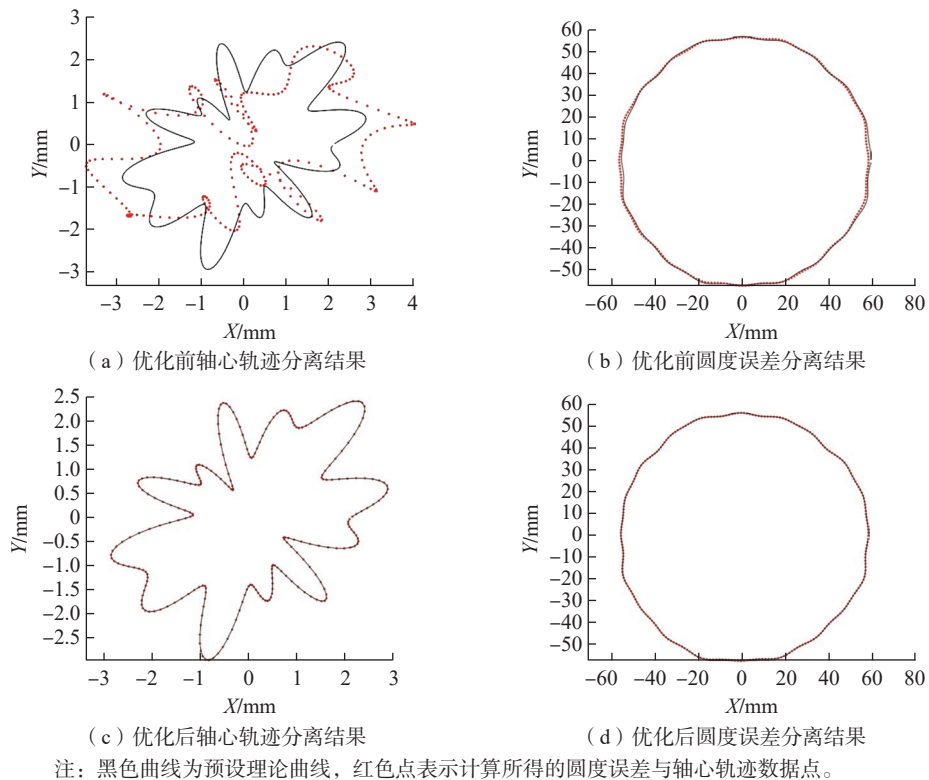 3
2
1
0
−1
−2
−3
Y/mm
−3 −2 −1 0 1 2 3 4
X/mm
（a）优化前轴心轨迹分离结果
60
50
40
30
20
10
0
−10
−20
−30
−40
−50
Y/mm
−60 −40 −20 0 20 40 60 80
X/mm
（b）优化前圆度误差分离结果
2.5
2.0
1.5
1.0
0.5
0
−0.5
−1.0
−1.5
−2.0
−2.5
Y/mm
−3 −2 −1 0 1 2 3
X/mm
（c）优化后轴心轨迹分离结果
60
50
40
30
20
10
0
−10
−20
−30
−40
−50
Y/mm
−60 −40 −20 0 20 40 60 80
X/mm
（d）优化后圆度误差分离结果
注：黑色曲线为预设理论曲线，红色点表示计算所得的圆度误差与轴心轨迹数据点。